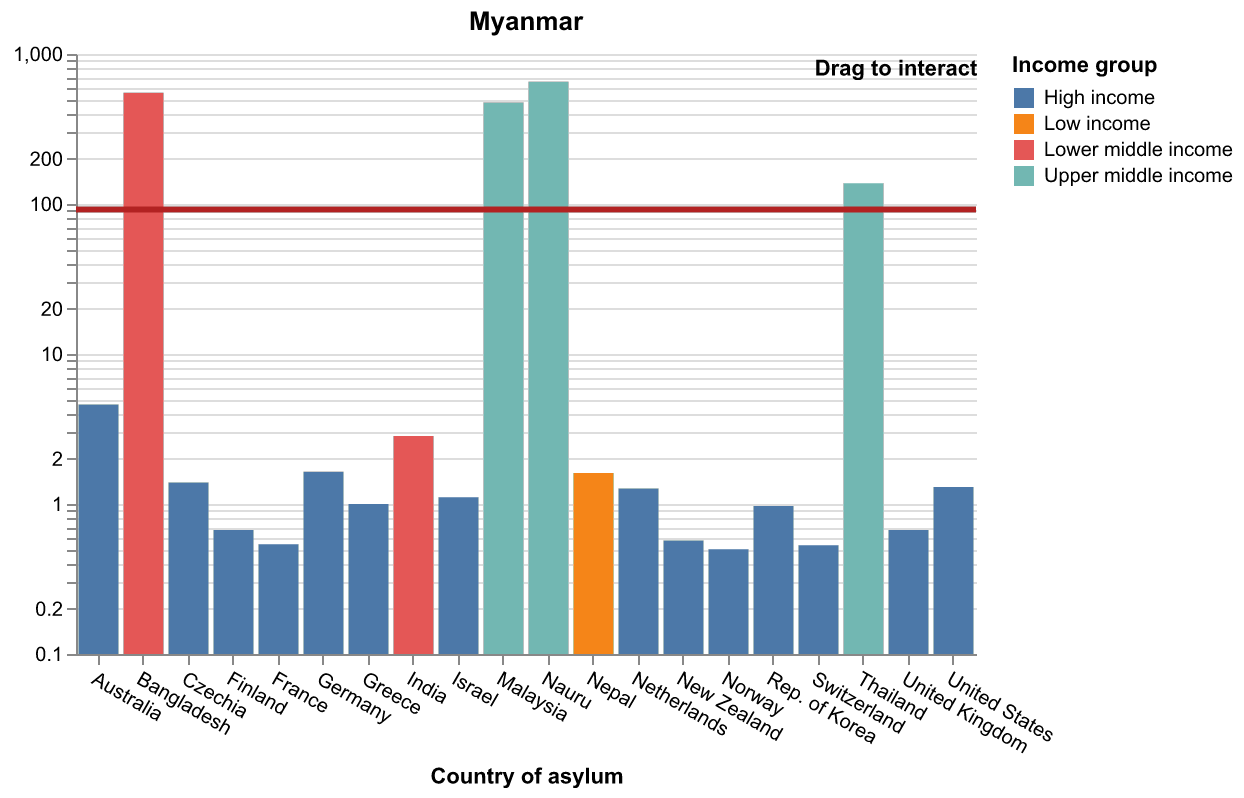 Myanmar
Drag to interact
1,000
200
100
20
10
2
1
0.2
0.1
Australia
Bangladesh
Czechia
Finland
France
Germany
Greece
India
Israel
Malaysia
Nauru
Nepal
Netherlands
New Zealand
Norway
Rep. of Korea
Switzerland
Thailand
United Kingdom
United States
Country of asylum
Income group
High income
Low income
Lower middle income
Upper middle income